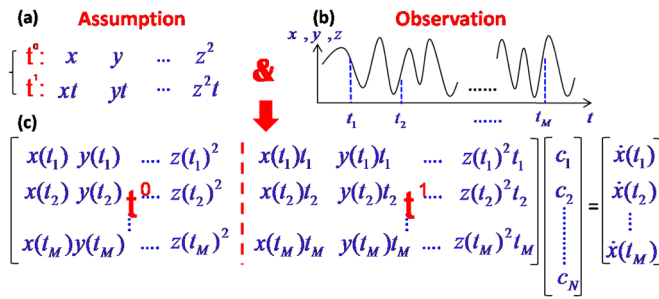 (a) Assumption
t⁰: x y ... z²
t¹: xt yt ... z²t
&
(b) Observation
x , y , z
......
t₁ t₂ ...... t_M t
(c)
x(t₁) y(t₁) .... z(t₁)² x(t₁)t₁ y(t₁)t₁ .... z(t₁)²t₁ c₁ ẋ(t₁)
x(t₂) y(t₂) t⁰ .... z(t₂)² x(t₂)t₂ y(t₂)t₂ t¹ .... z(t₂)²t₂ c₂ = ẋ(t₂)
x(t_M) y(t_M) .... z(t_M)² x(t_M)t_M y(t_M)t_M .... z(t_M)²t_M c_N ẋ(t_M)